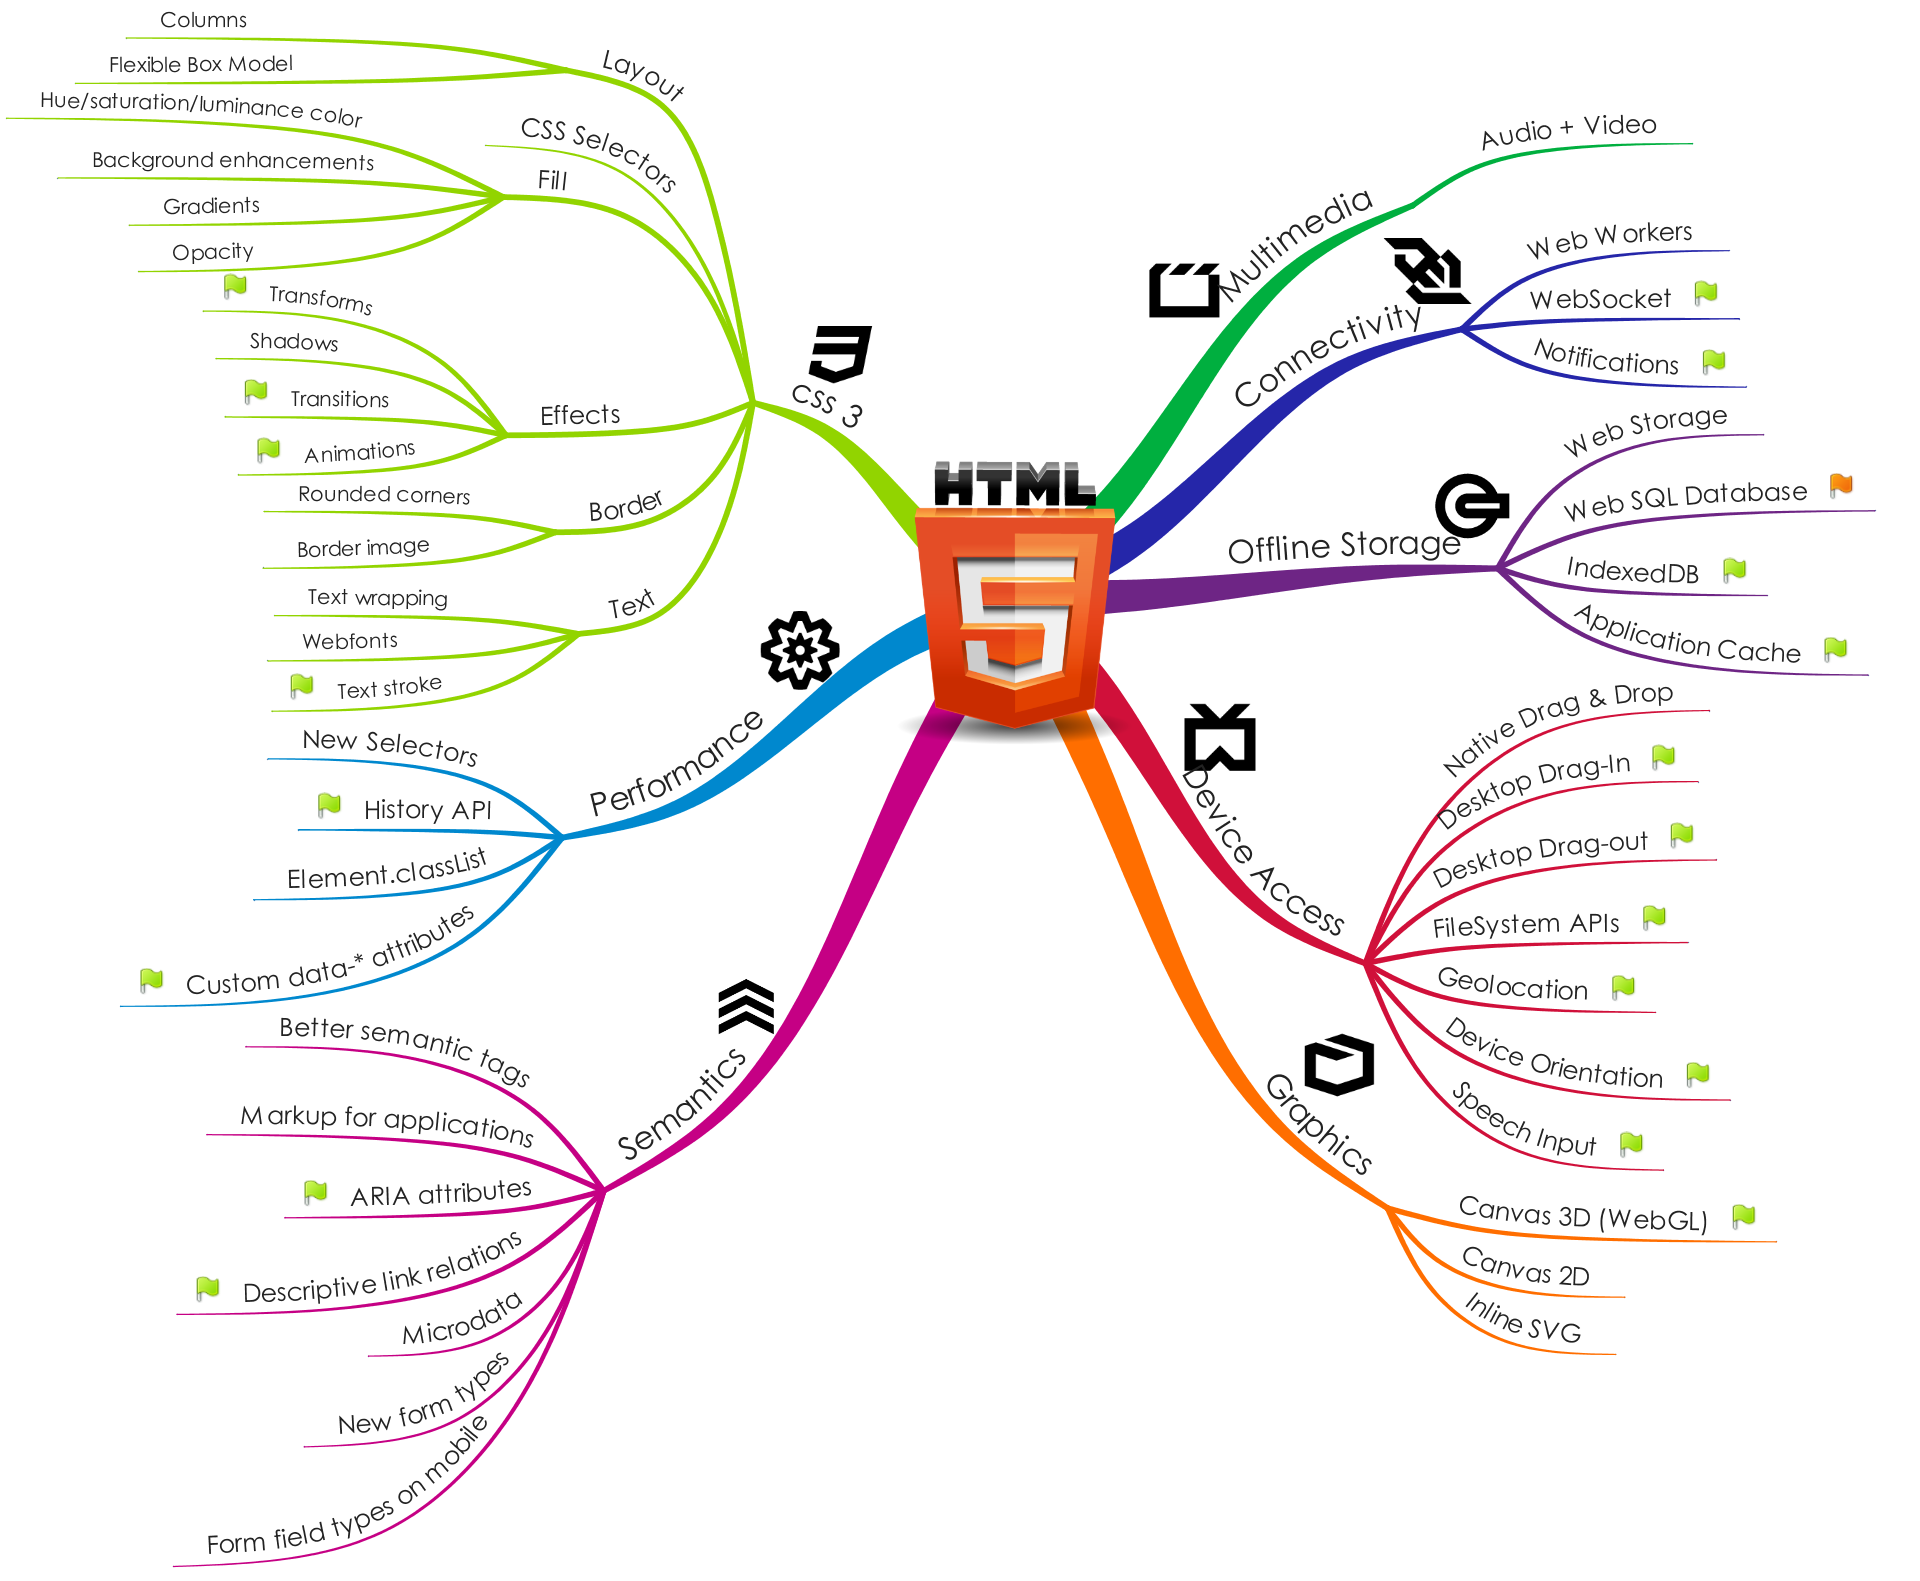 HTML
5
Multimedia
Audio + Video
Connectivity
Web Workers
WebSocket
Notifications
Offline Storage
Web Storage
Web SQL Database
IndexedDB
Application Cache
Device Access
Native Drag & Drop
Desktop Drag-In
Desktop Drag-out
FileSystem APIs
Geolocation
Device Orientation
Speech Input
Graphics
Canvas 3D (WebGL)
Canvas 2D
Inline SVG
Css 3
Layout
Columns
Flexible Box Model
CSS Selectors
Fill
Hue/saturation/luminance color
Background enhancements
Gradients
Opacity
Effects
Transforms
Shadows
Transitions
Animations
Border
Rounded corners
Border image
Text
Text wrapping
Webfonts
Text stroke
Performance
New Selectors
History API
Element.classList
Custom data-* attributes
Semantics
Better semantic tags
Markup for applications
ARIA attributes
Descriptive link relations
Microdata
New form types
Form field types on mobile